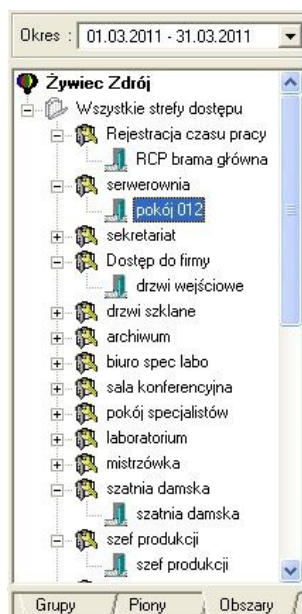 Okres : 01.03.2011 - 31.03.2011
Żywiec Zdrój
Wszystkie strefy dostępu
Rejestracja czasu pracy
RCP brama główna
serwerownia
pokój 012
sekretariat
Dostęp do firmy
drzwi wejściowe
drzwi szklane
archiwum
biuro spec labo
sala konferencyjna
pokój specjalistów
laboratorium
mistrzówka
szatnia damska
szatnia damska
szef produkcji
szef produkcji
Grupy Piony Obszary